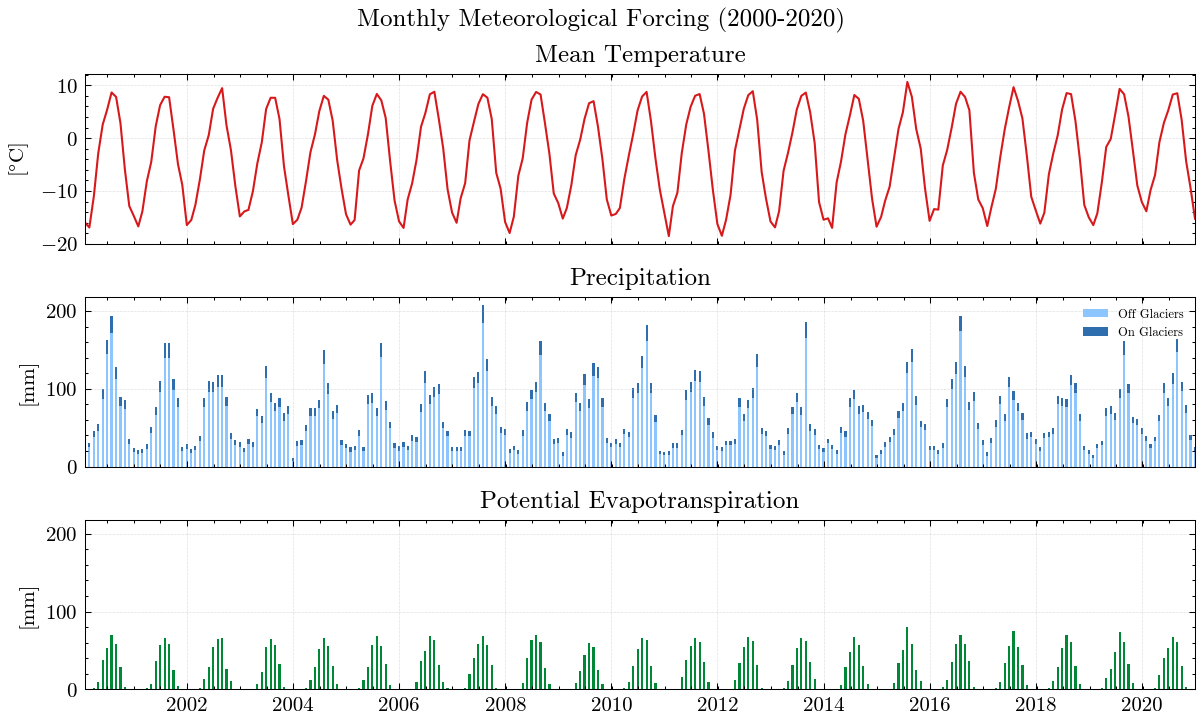 Monthly Meteorological Forcing (2000-2020)
Mean Temperature
10
0
−10
−20
[°C]
Precipitation
200
100
0
[mm]
Off Glaciers
On Glaciers
Potential Evapotranspiration
200
100
0
[mm]
2002 2004 2006 2008 2010 2012 2014 2016 2018 2020